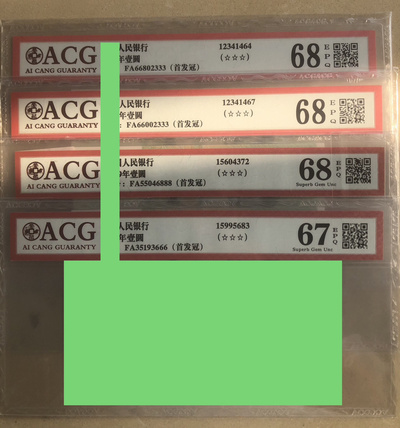 ACG
AI CANG GUARANTY
人民银行
年壹圆
: FA66802333 (首发冠)
12341464
(☆☆☆)
68
EPQ
ACG
AI CANG GUARANTY
人民银行
年壹圆
: FA66002333 (首发冠)
12341467
(☆☆☆)
68
EPQ
ACG
AI CANG GUARANTY
国人民银行
年壹圆
: FA55046888 (首发冠)
15604372
(☆☆☆)
68
EPQ
Superb Gem Unc
ACG
AI CANG GUARANTY
人民银行
年壹圆
: FA35193666 (首发冠)
15995683
(☆☆☆)
67
EPQ
Superb Gem Unc